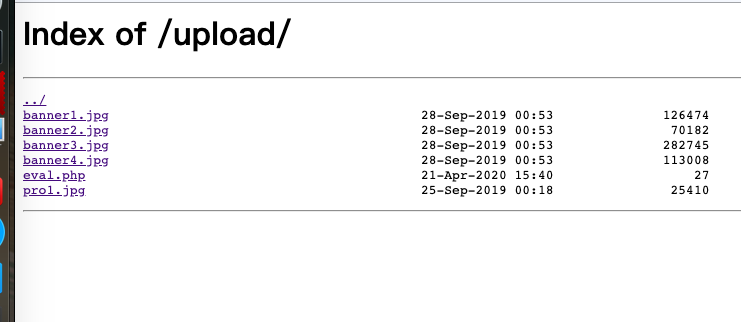 Index of /upload/
../
banner1.jpg 28-Sep-2019 00:53 126474
banner2.jpg 28-Sep-2019 00:53 70182
banner3.jpg 28-Sep-2019 00:53 282745
banner4.jpg 28-Sep-2019 00:53 113008
eval.php 21-Apr-2020 15:40 27
pro1.jpg 25-Sep-2019 00:18 25410